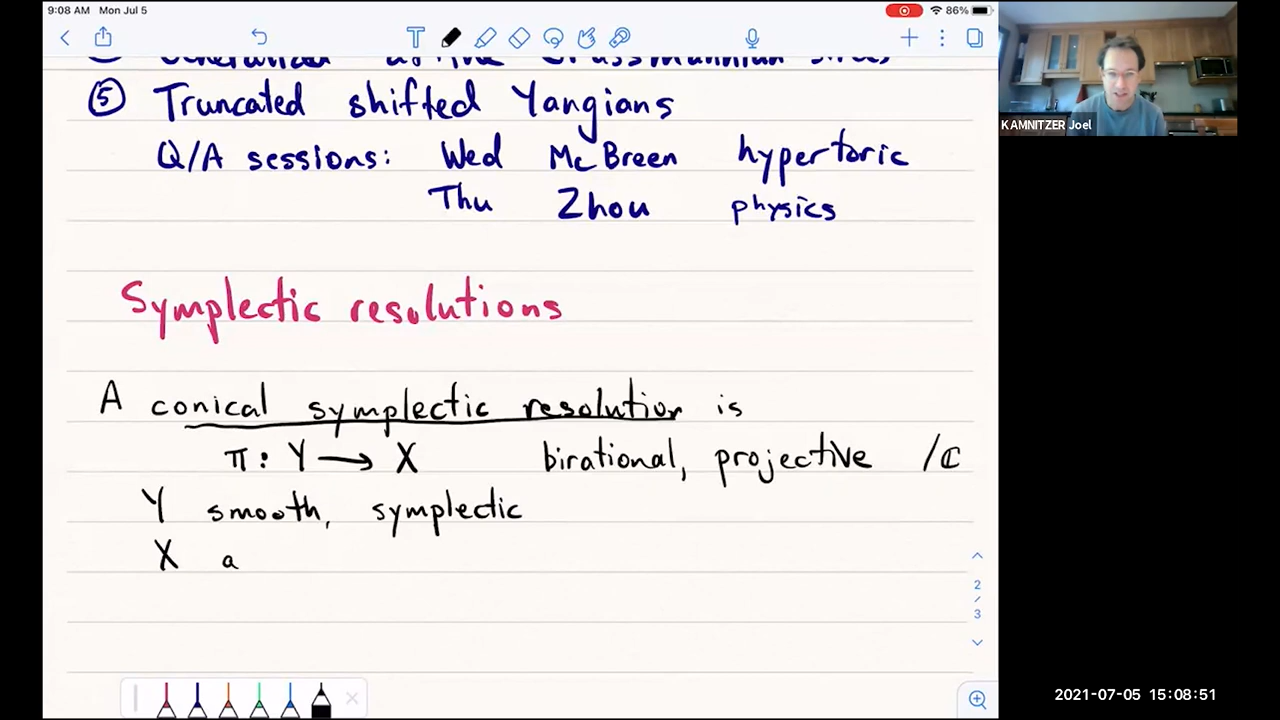 9:08 AM Mon Jul 5
86%
⑤ Truncated shifted Yangians
Q/A sessions: Wed McBreen hypertoric
Thu Zhou physics
Symplectic resolutions
A conical symplectic resolution is
π: Y → X birational, projective /ℂ
Y smooth, symplectic
X a
2
/
3
KAMNITZER Joel
2021-07-05 15:08:51